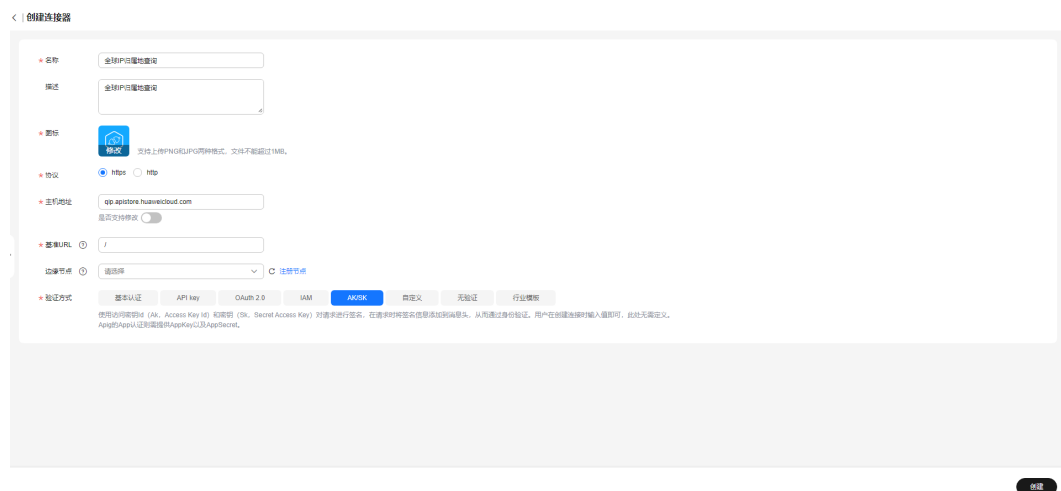 创建连接器
* 名称 全球IP归属地查询
描述 全球IP归属地查询
* 图标 修改 支持上传PNG和JPG两种格式，文件不能超过1MB。
* 协议 https http
* 主机地址 qip.apistore.huaweicloud.com
是否支持修改
* 基准URL ? /
边缘节点 ? 请选择 注册节点
* 验证方式 基本认证 API key OAuth 2.0 IAM AK/SK 自定义 无验证 行业模板
使用访问密钥Id（Ak，Access Key Id）和密钥（Sk，Secret Access Key）对请求进行签名，在请求时将签名信息添加到消息头，从而通过身份验证。用户在创建连接时输入值即可，此处无需定义。
Apig的App认证则需提供AppKey以及AppSecret。
创建